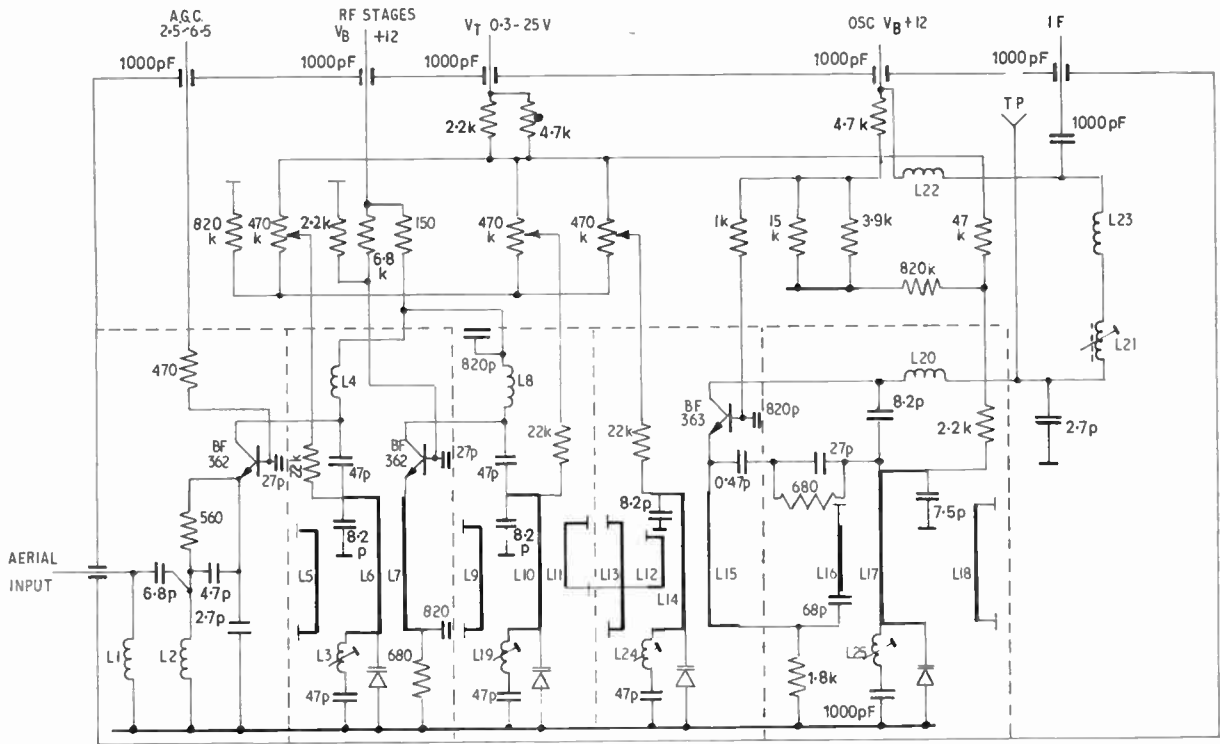 A.G.C. 2·5–6·5
RF STAGES VB +12
VT 0·3-25V
OSC VB+12
IF
1000pF
1000pF
1000pF
1000pF
1000pF
TP
2·2k
4·7k
4·7k
1000pF
L22
820 k
470 k
2·2k
6·8 k
150
470 k
470 k
1k
15 k
3·9k
47 k
L23
820k
470
L4
820p
L8
L20
L21
BF 362
27p
22k
47p
BF 362
27p
47p
22k
22k
BF 363
820p
8·2p
2·2k
2·7p
560
8·2 p
8·2 p
8·2p
0·47p
27p
680
7·5p
AERIAL INPUT
6·8p
4·7p
2·7p
L5
L6
L7
L9
L10
L11
L13
L12
L14
L15
L16
L17
L18
68p
820
L1
L2
L3
680
L19
L24
L25
47p
47p
47p
1·8k
1000pF